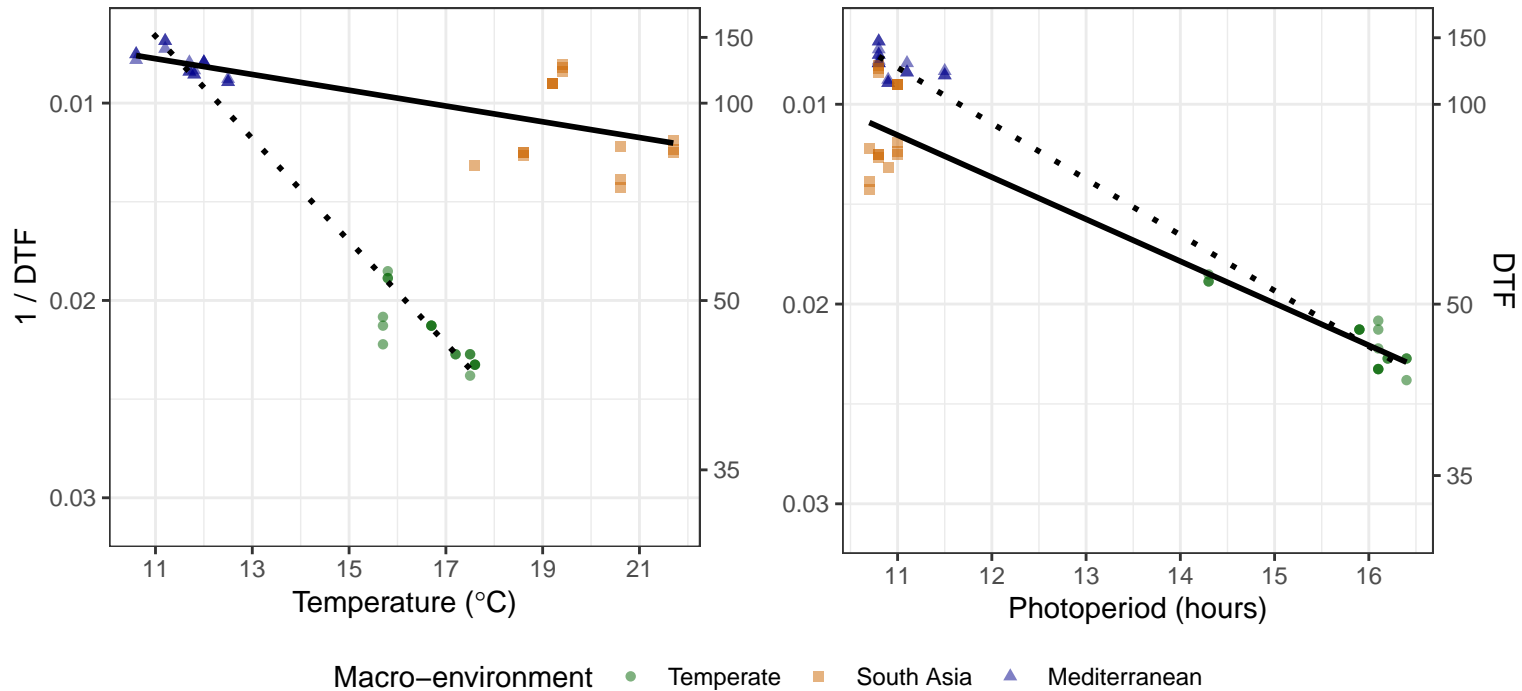 1 / DTF
0.01
0.02
0.03
150
100
50
35
11 13 15 17 19 21
Temperature (°C)
0.01
0.02
0.03
150
100
50
35
DTF
11 12 13 14 15 16
Photoperiod (hours)
Macro−environment Temperate South Asia Mediterranean